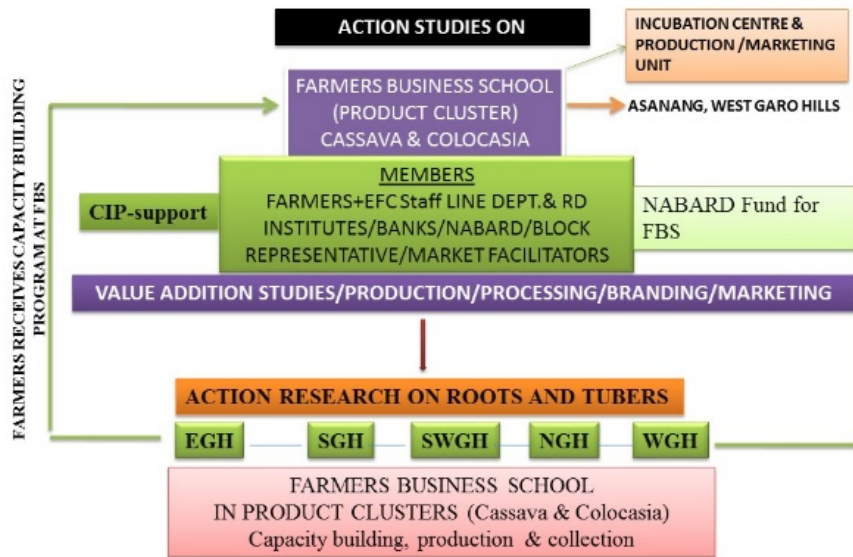 ACTION STUDIES ON
INCUBATION CENTRE &
PRODUCTION /MARKETING
UNIT
FARMERS BUSINESS SCHOOL
(PRODUCT CLUSTER)
CASSAVA & COLOCASIA
ASANANG, WEST GARO HILLS
FARMERS RECEIVES CAPACITY BUILDING
PROGRAM AT FBS
CIP-support
MEMBERS
FARMERS+EFC Staff LINE DEPT.& RD
INSTITUTES/BANKS/NABARD/BLOCK
REPRESENTATIVE/MARKET FACILITATORS
NABARD Fund for
FBS
VALUE ADDITION STUDIES/PRODUCTION/PROCESSING/BRANDING/MARKETING
ACTION RESEARCH ON ROOTS AND TUBERS
EGH SGH SWGH NGH WGH
FARMERS BUSINESS SCHOOL
IN PRODUCT CLUSTERS (Cassava & Colocasia)
Capacity building, production & collection